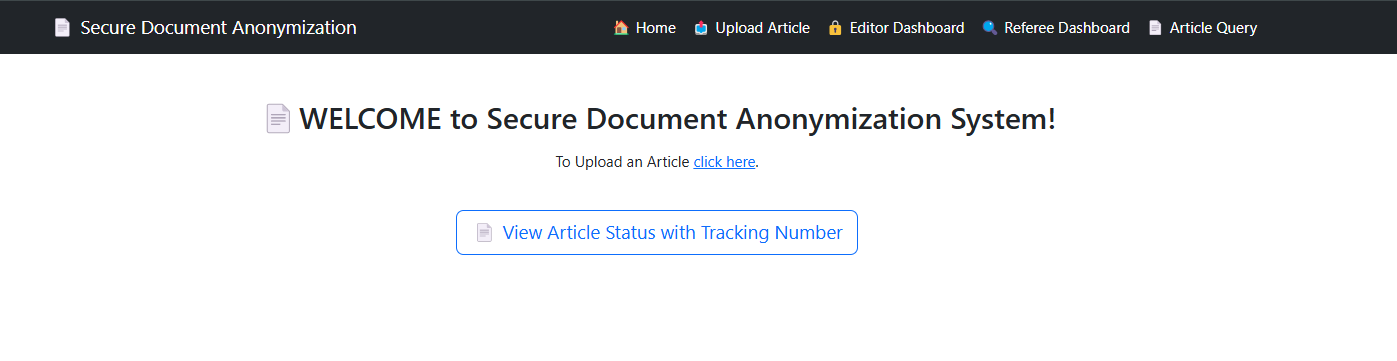 Secure Document Anonymization
Home Upload Article Editor Dashboard Referee Dashboard Article Query
WELCOME to Secure Document Anonymization System!
To Upload an Article click here.
View Article Status with Tracking Number